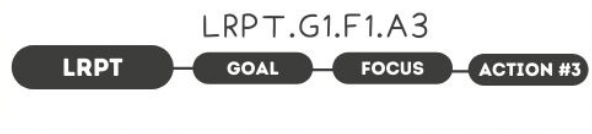 LRPT.G1.F1.A3
LRPT GOAL FOCUS ACTION #3